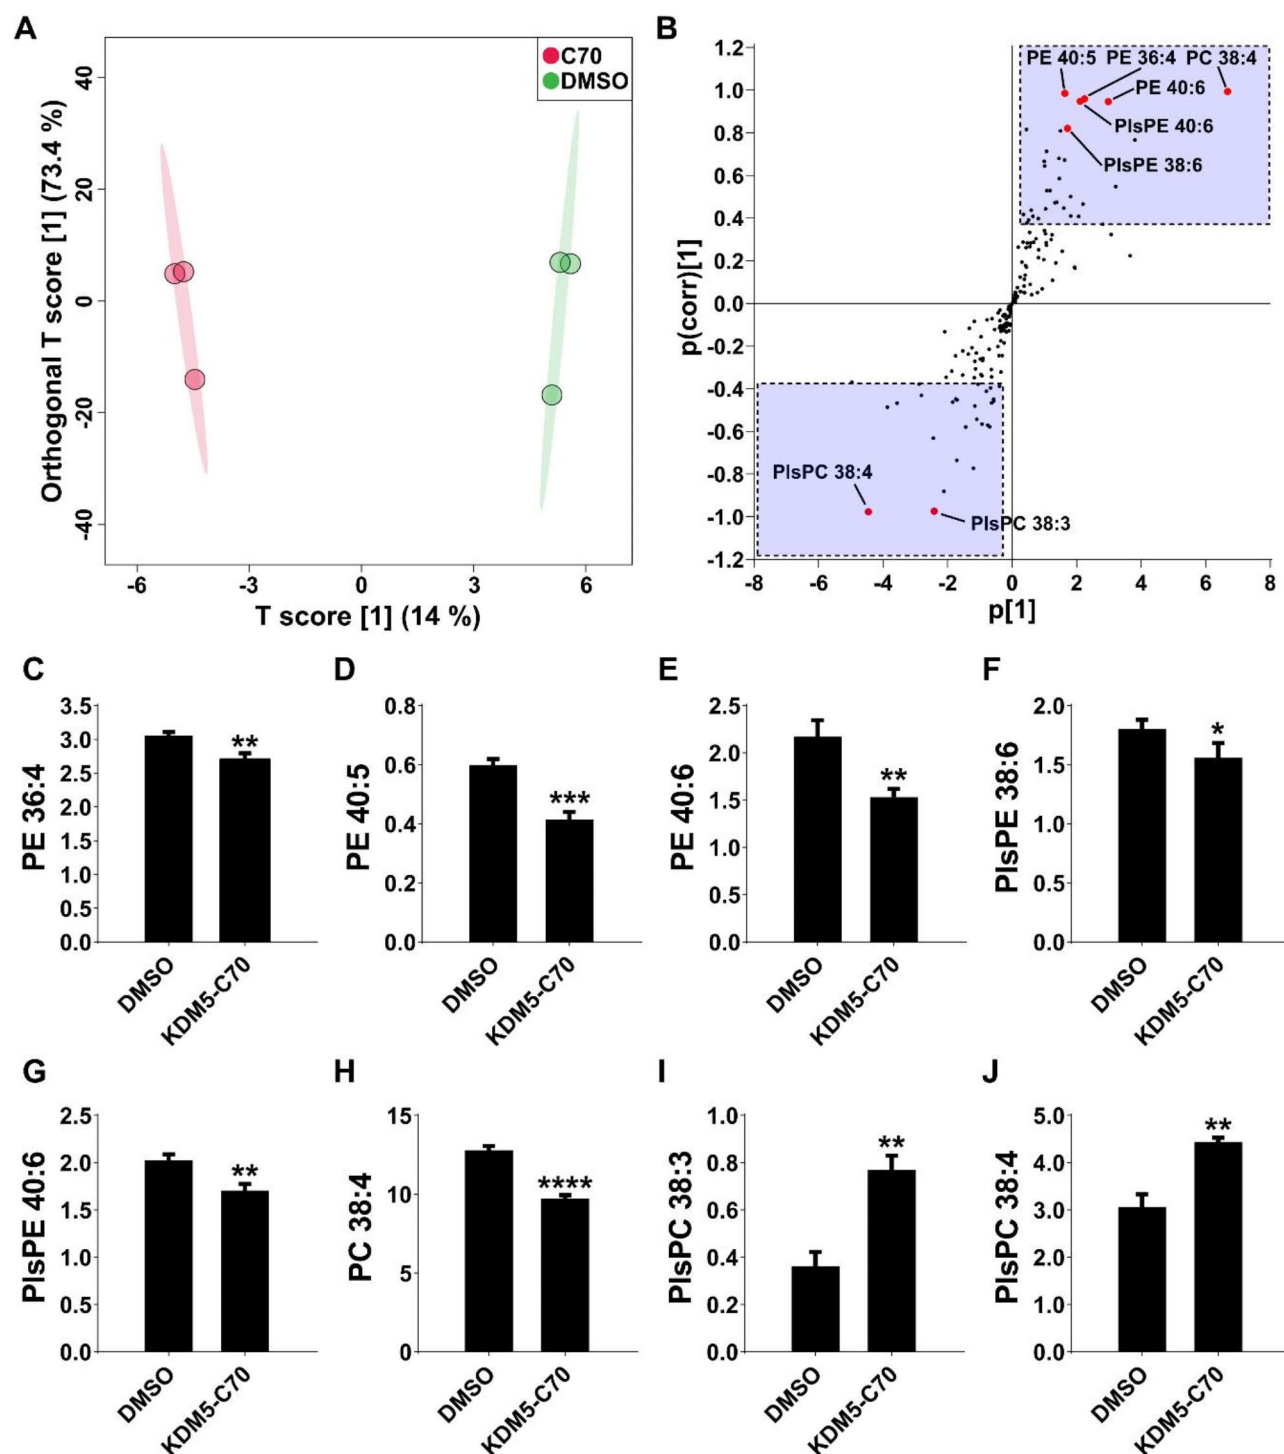 A
C70
DMSO
Orthogonal T score [1] (73.4 %)
40
20
0
-20
-40
-6
-3
0
3
6
T score [1] (14 %)
B
p(corr)[1]
1.2
1.0
0.8
0.6
0.4
0.2
0.0
-0.2
-0.4
-0.6
-0.8
-1.0
-1.2
PE 40:5
PE 36:4
PC 38:4
PE 40:6
PlsPE 40:6
PlsPE 38:6
PlsPC 38:4
PlsPC 38:3
-8
-6
-4
-2
0
2
4
6
8
p[1]
C
PE 36:4
3.5
3.0
2.5
2.0
1.5
1.0
0.5
0.0
**
DMSO
KDM5-C70
D
PE 40:5
0.8
0.6
0.4
0.2
0.0
***
DMSO
KDM5-C70
E
PE 40:6
2.5
2.0
1.5
1.0
0.5
0.0
**
DMSO
KDM5-C70
F
PlsPE 38:6
2.0
1.5
1.0
0.5
0.0
*
DMSO
KDM5-C70
G
PlsPE 40:6
2.5
2.0
1.5
1.0
0.5
0.0
**
DMSO
KDM5-C70
H
PC 38:4
15
10
5
0
****
DMSO
KDM5-C70
I
PlsPC 38:3
1.0
0.8
0.6
0.4
0.2
0.0
**
DMSO
KDM5-C70
J
PlsPC 38:4
5.0
4.0
3.0
2.0
1.0
0.0
**
DMSO
KDM5-C70